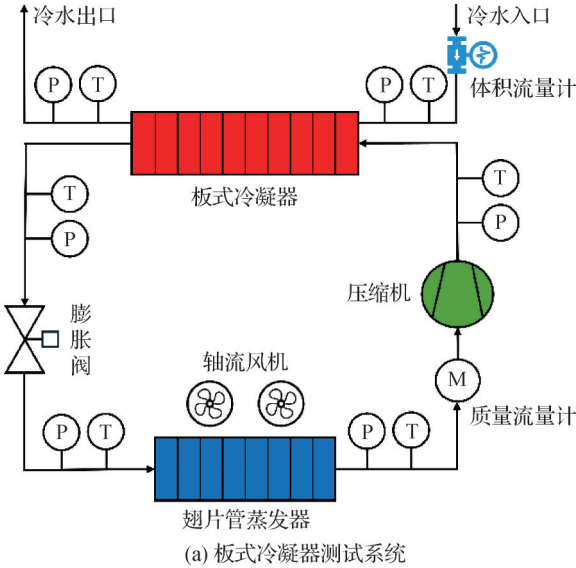 冷水出口
冷水入口
P
T
P
T
体积流量计
板式冷凝器
T
P
T
P
膨
胀
阀
压缩机
轴流风机
M
质量流量计
P
T
P
T
翅片管蒸发器
(a) 板式冷凝器测试系统